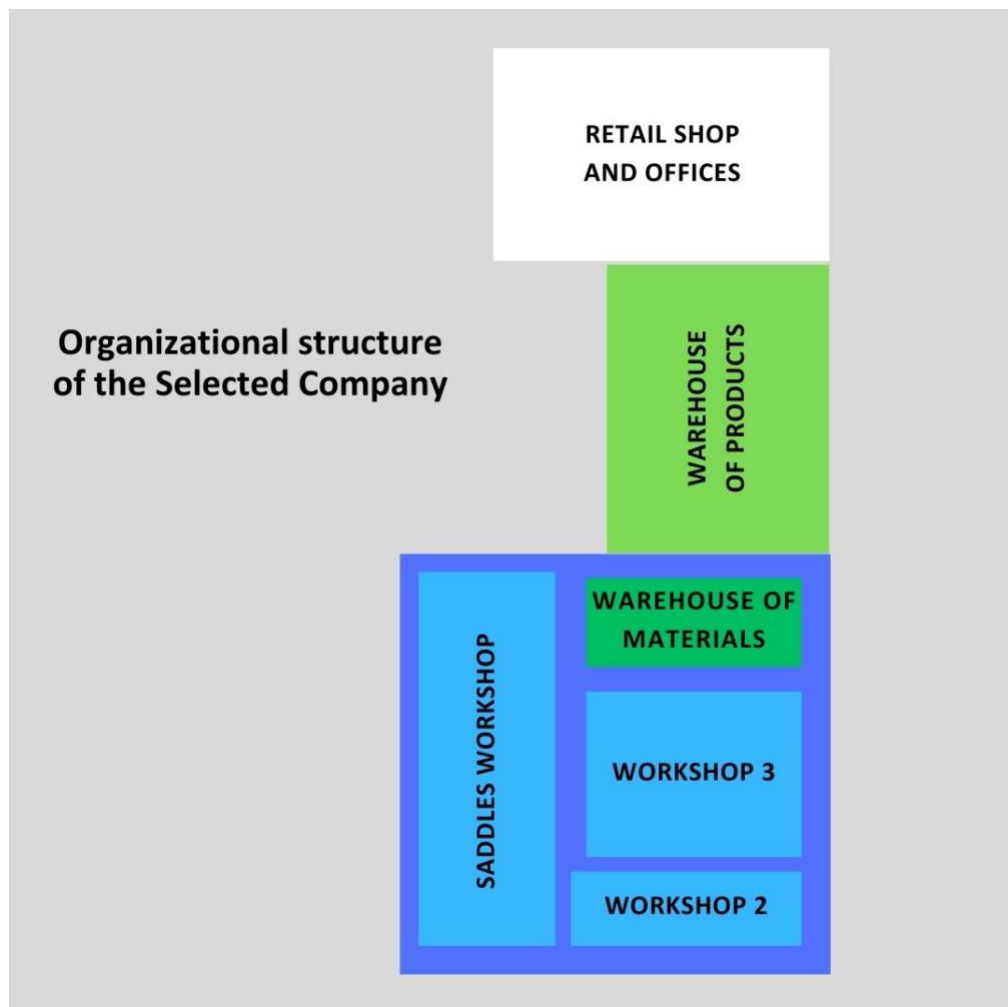 RETAIL SHOP
AND OFFICES
Organizational structure
of the Selected Company
WAREHOUSE
OF PRODUCTS
SADDLES WORKSHOP
WAREHOUSE OF
MATERIALS
WORKSHOP 3
WORKSHOP 2